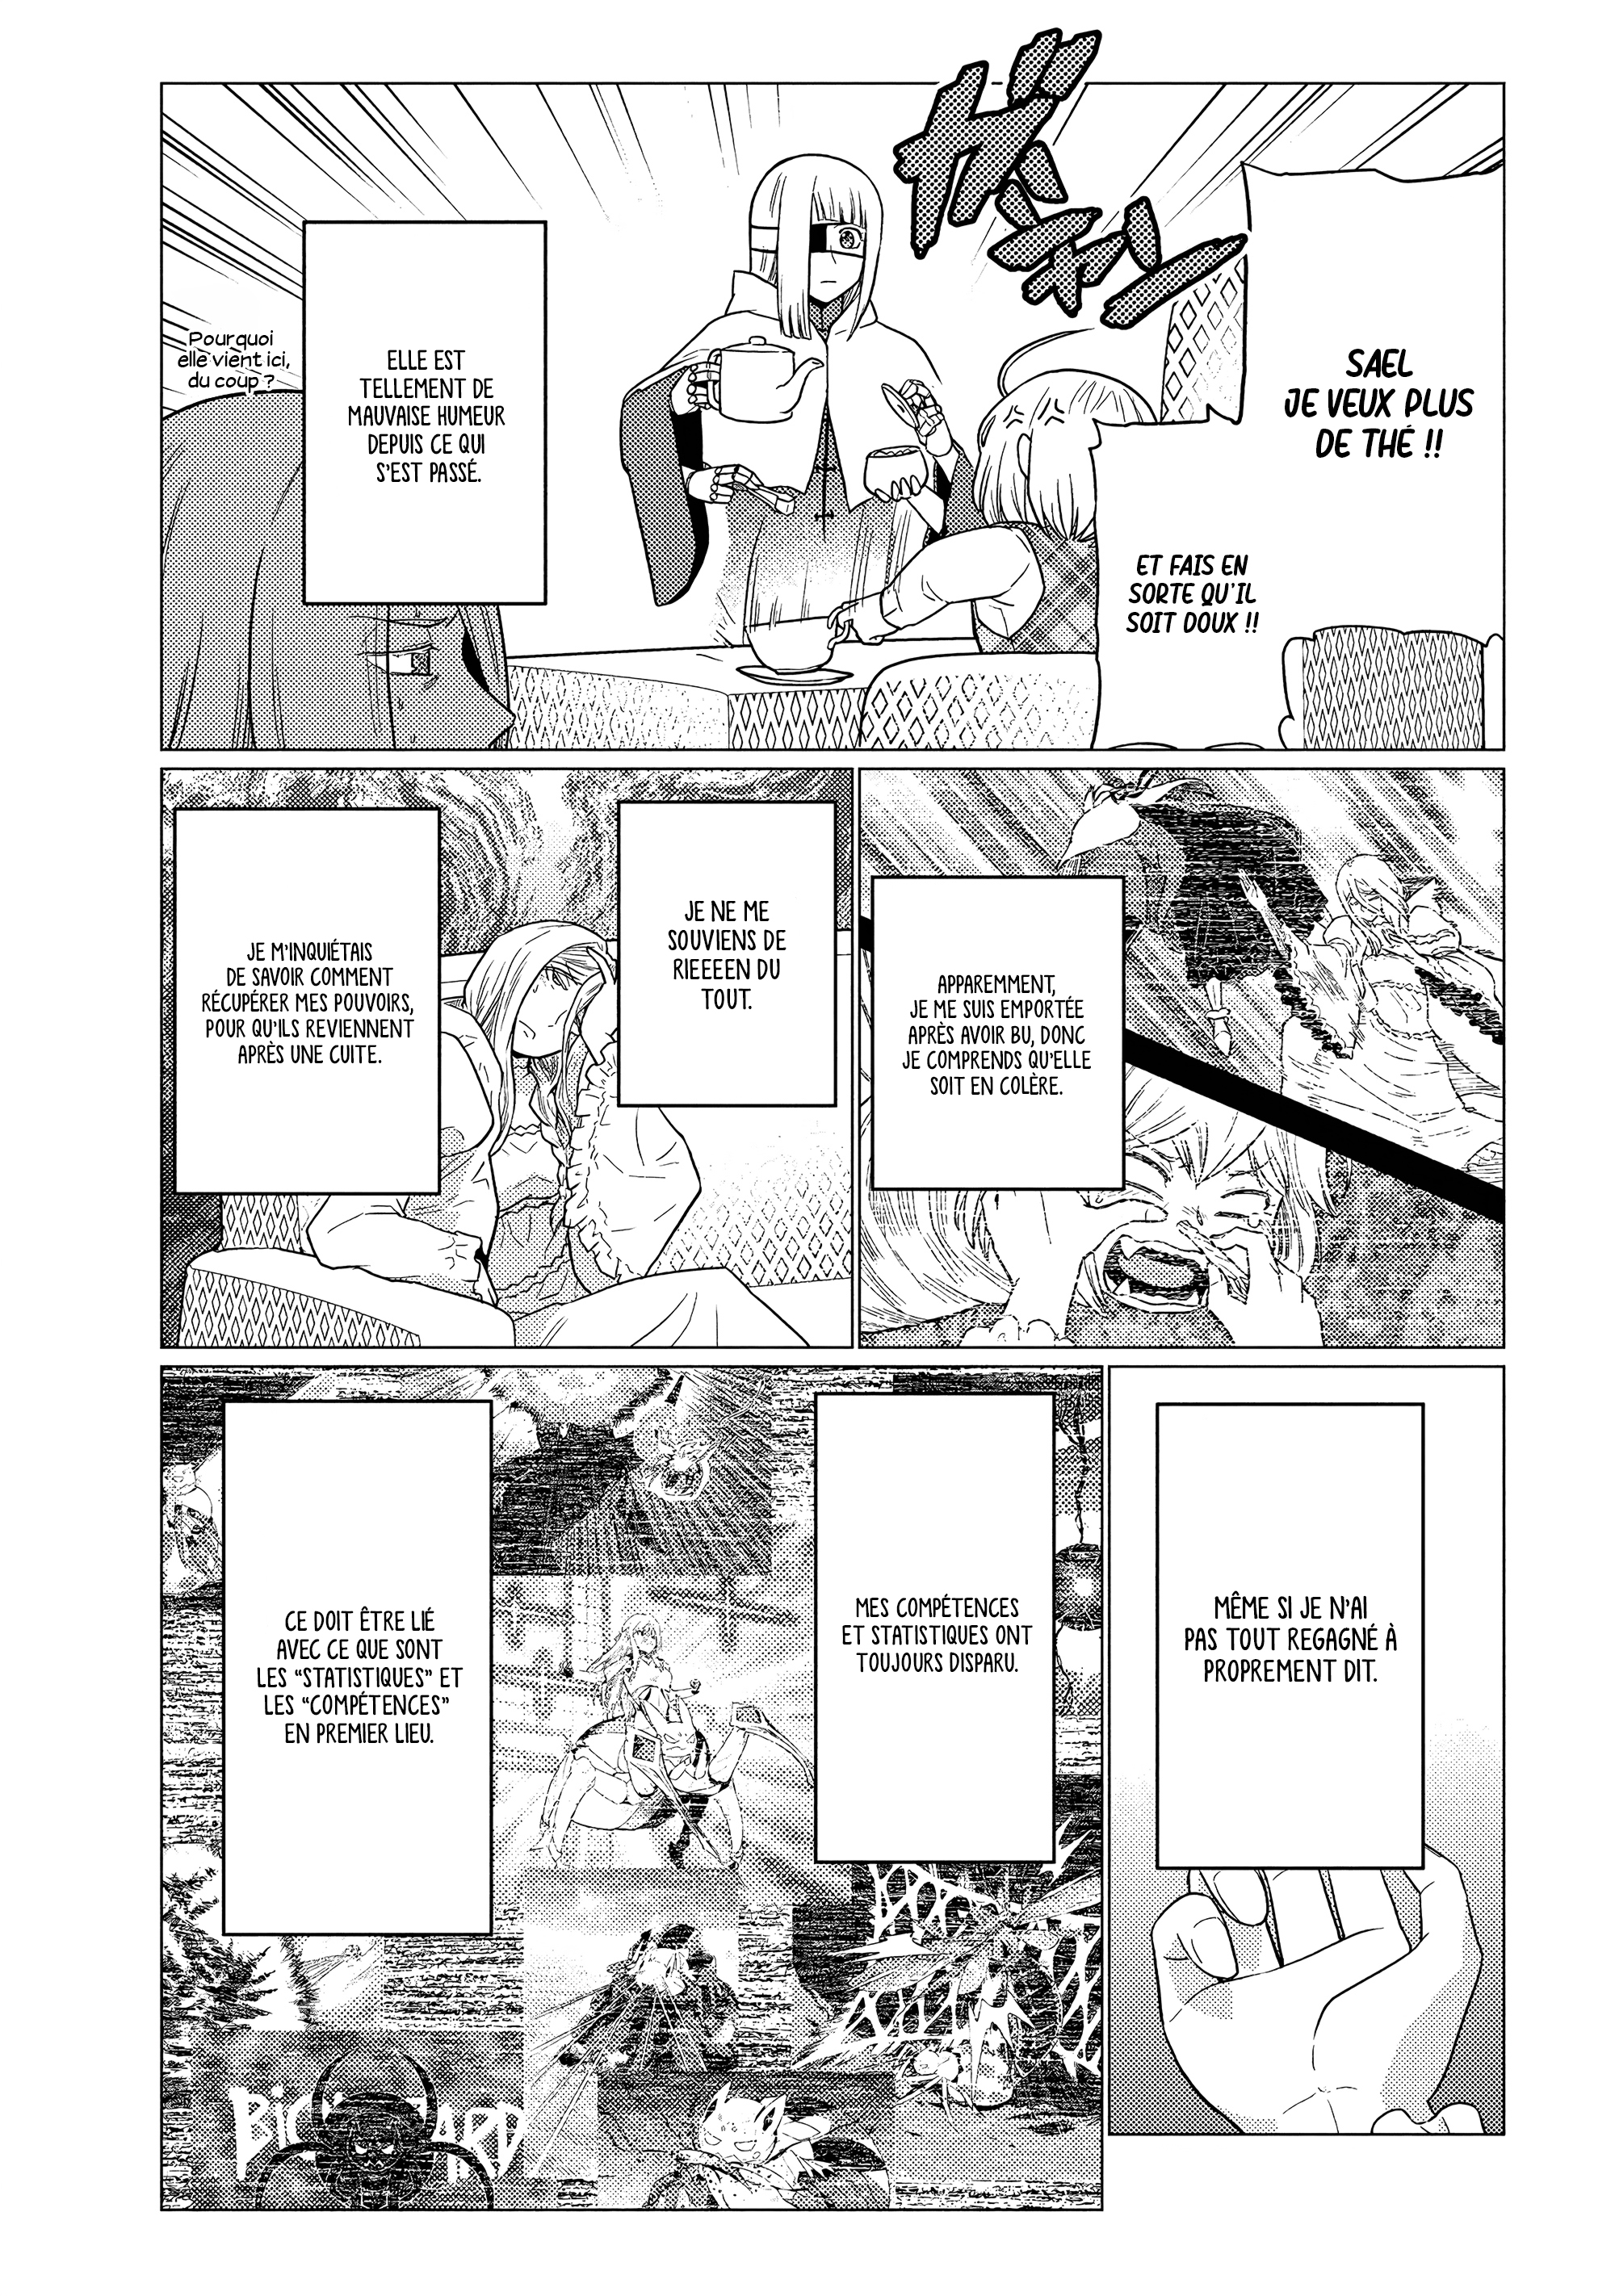 ガ
ギャン
SAEL
JE VEUX PLUS
DE THÉ !!
ET FAIS EN
SORTE QU'IL
SOIT DOUX !!
ELLE EST
TELLEMENT DE
MAUVAISE HUMEUR
DEPUIS CE QUI
S'EST PASSÉ.
Pourquoi
elle vient ici,
du coup ?
APPAREMMENT,
JE ME SUIS EMPORTÉE
APRÈS AVOIR BU, DONC
JE COMPRENDS QU'ELLE
SOIT EN COLÈRE.
JE NE ME
SOUVIENS DE
RIEEEEN DU
TOUT.
JE M'INQUIÉTAIS
DE SAVOIR COMMENT
RÉCUPÉRER MES POUVOIRS,
POUR QU'ILS REVIENNENT
APRÈS UNE CUITE.
MÊME SI JE N'AI
PAS TOUT REGAGNÉ À
PROPREMENT DIT.
MES COMPÉTENCES
ET STATISTIQUES ONT
TOUJOURS DISPARU.
CE DOIT ÊTRE LIÉ
AVEC CE QUE SONT
LES “STATISTIQUES” ET
LES “COMPÉTENCES”
EN PREMIER LIEU.